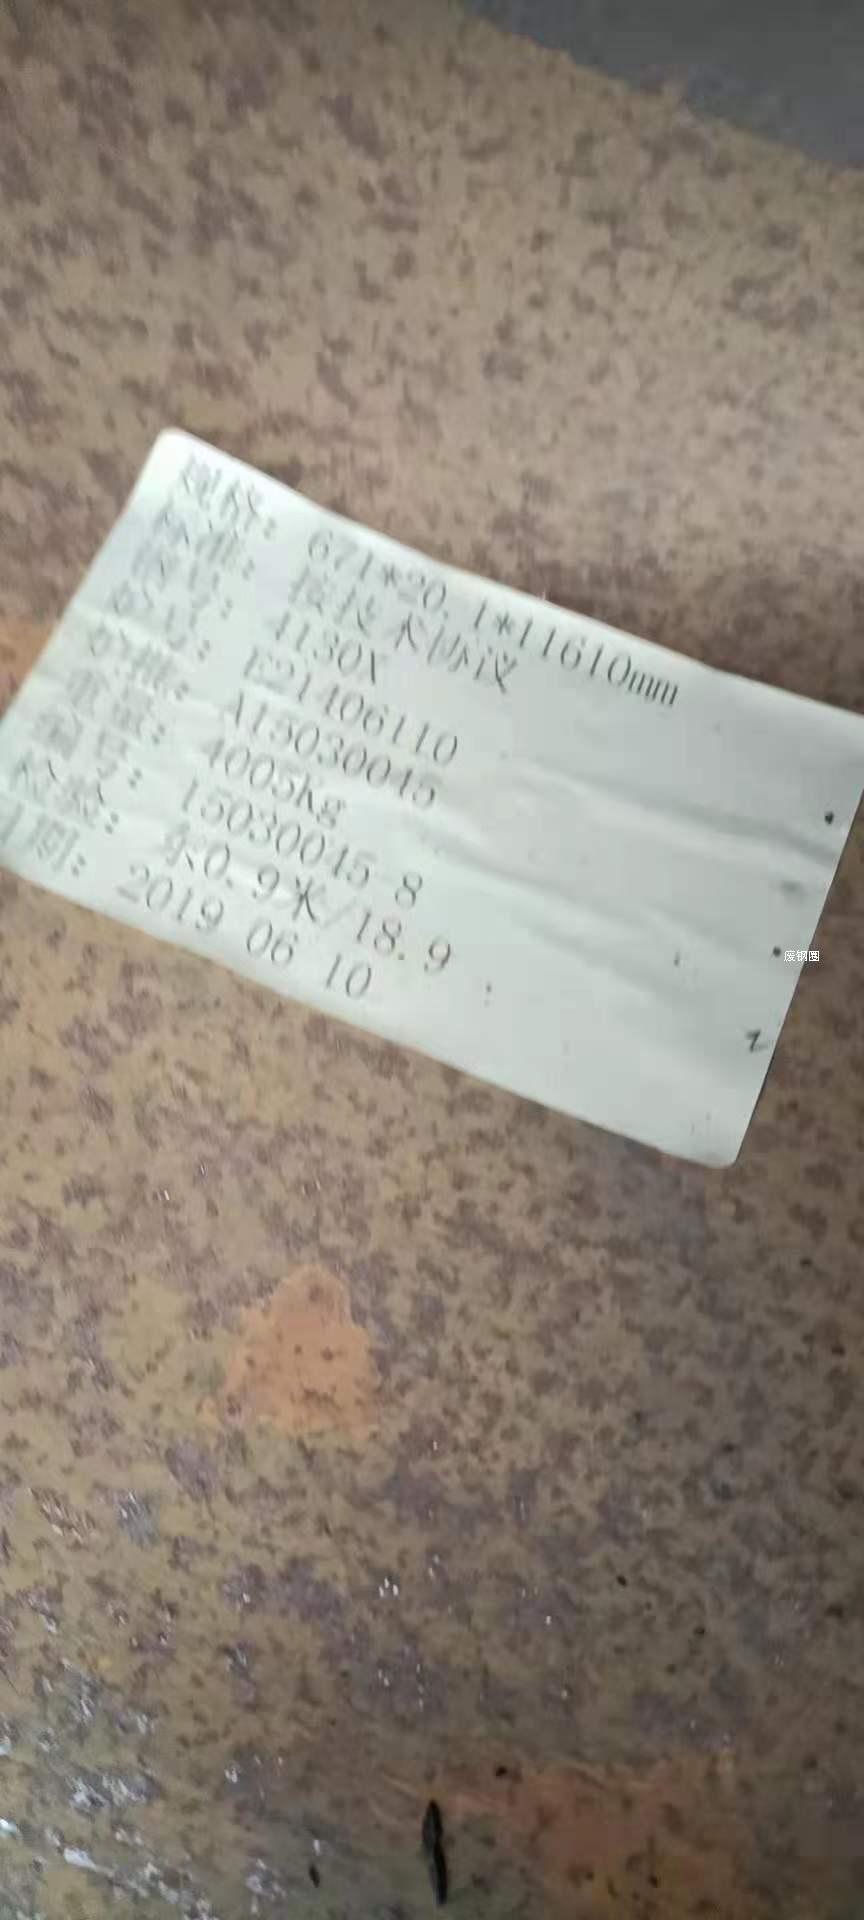 规格: 671*20.1*11610mm
标准: 按技术协议
钢号: 4130X
炉号: E21406110
炉批: A15030045
重量: 4005kg
编号: 15030045 8
检验: 东0.9米/18.9
日期: 2019 06 10
废钢圈